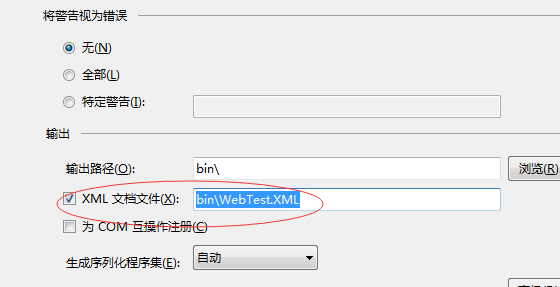 将警告视为错误
无(N)
全部(L)
特定警告(I):
输出
输出路径(O): bin\ 浏览(R)
XML 文档文件(X): bin\WebTest.XML
为 COM 互操作注册(C)
生成序列化程序集(E): 自动